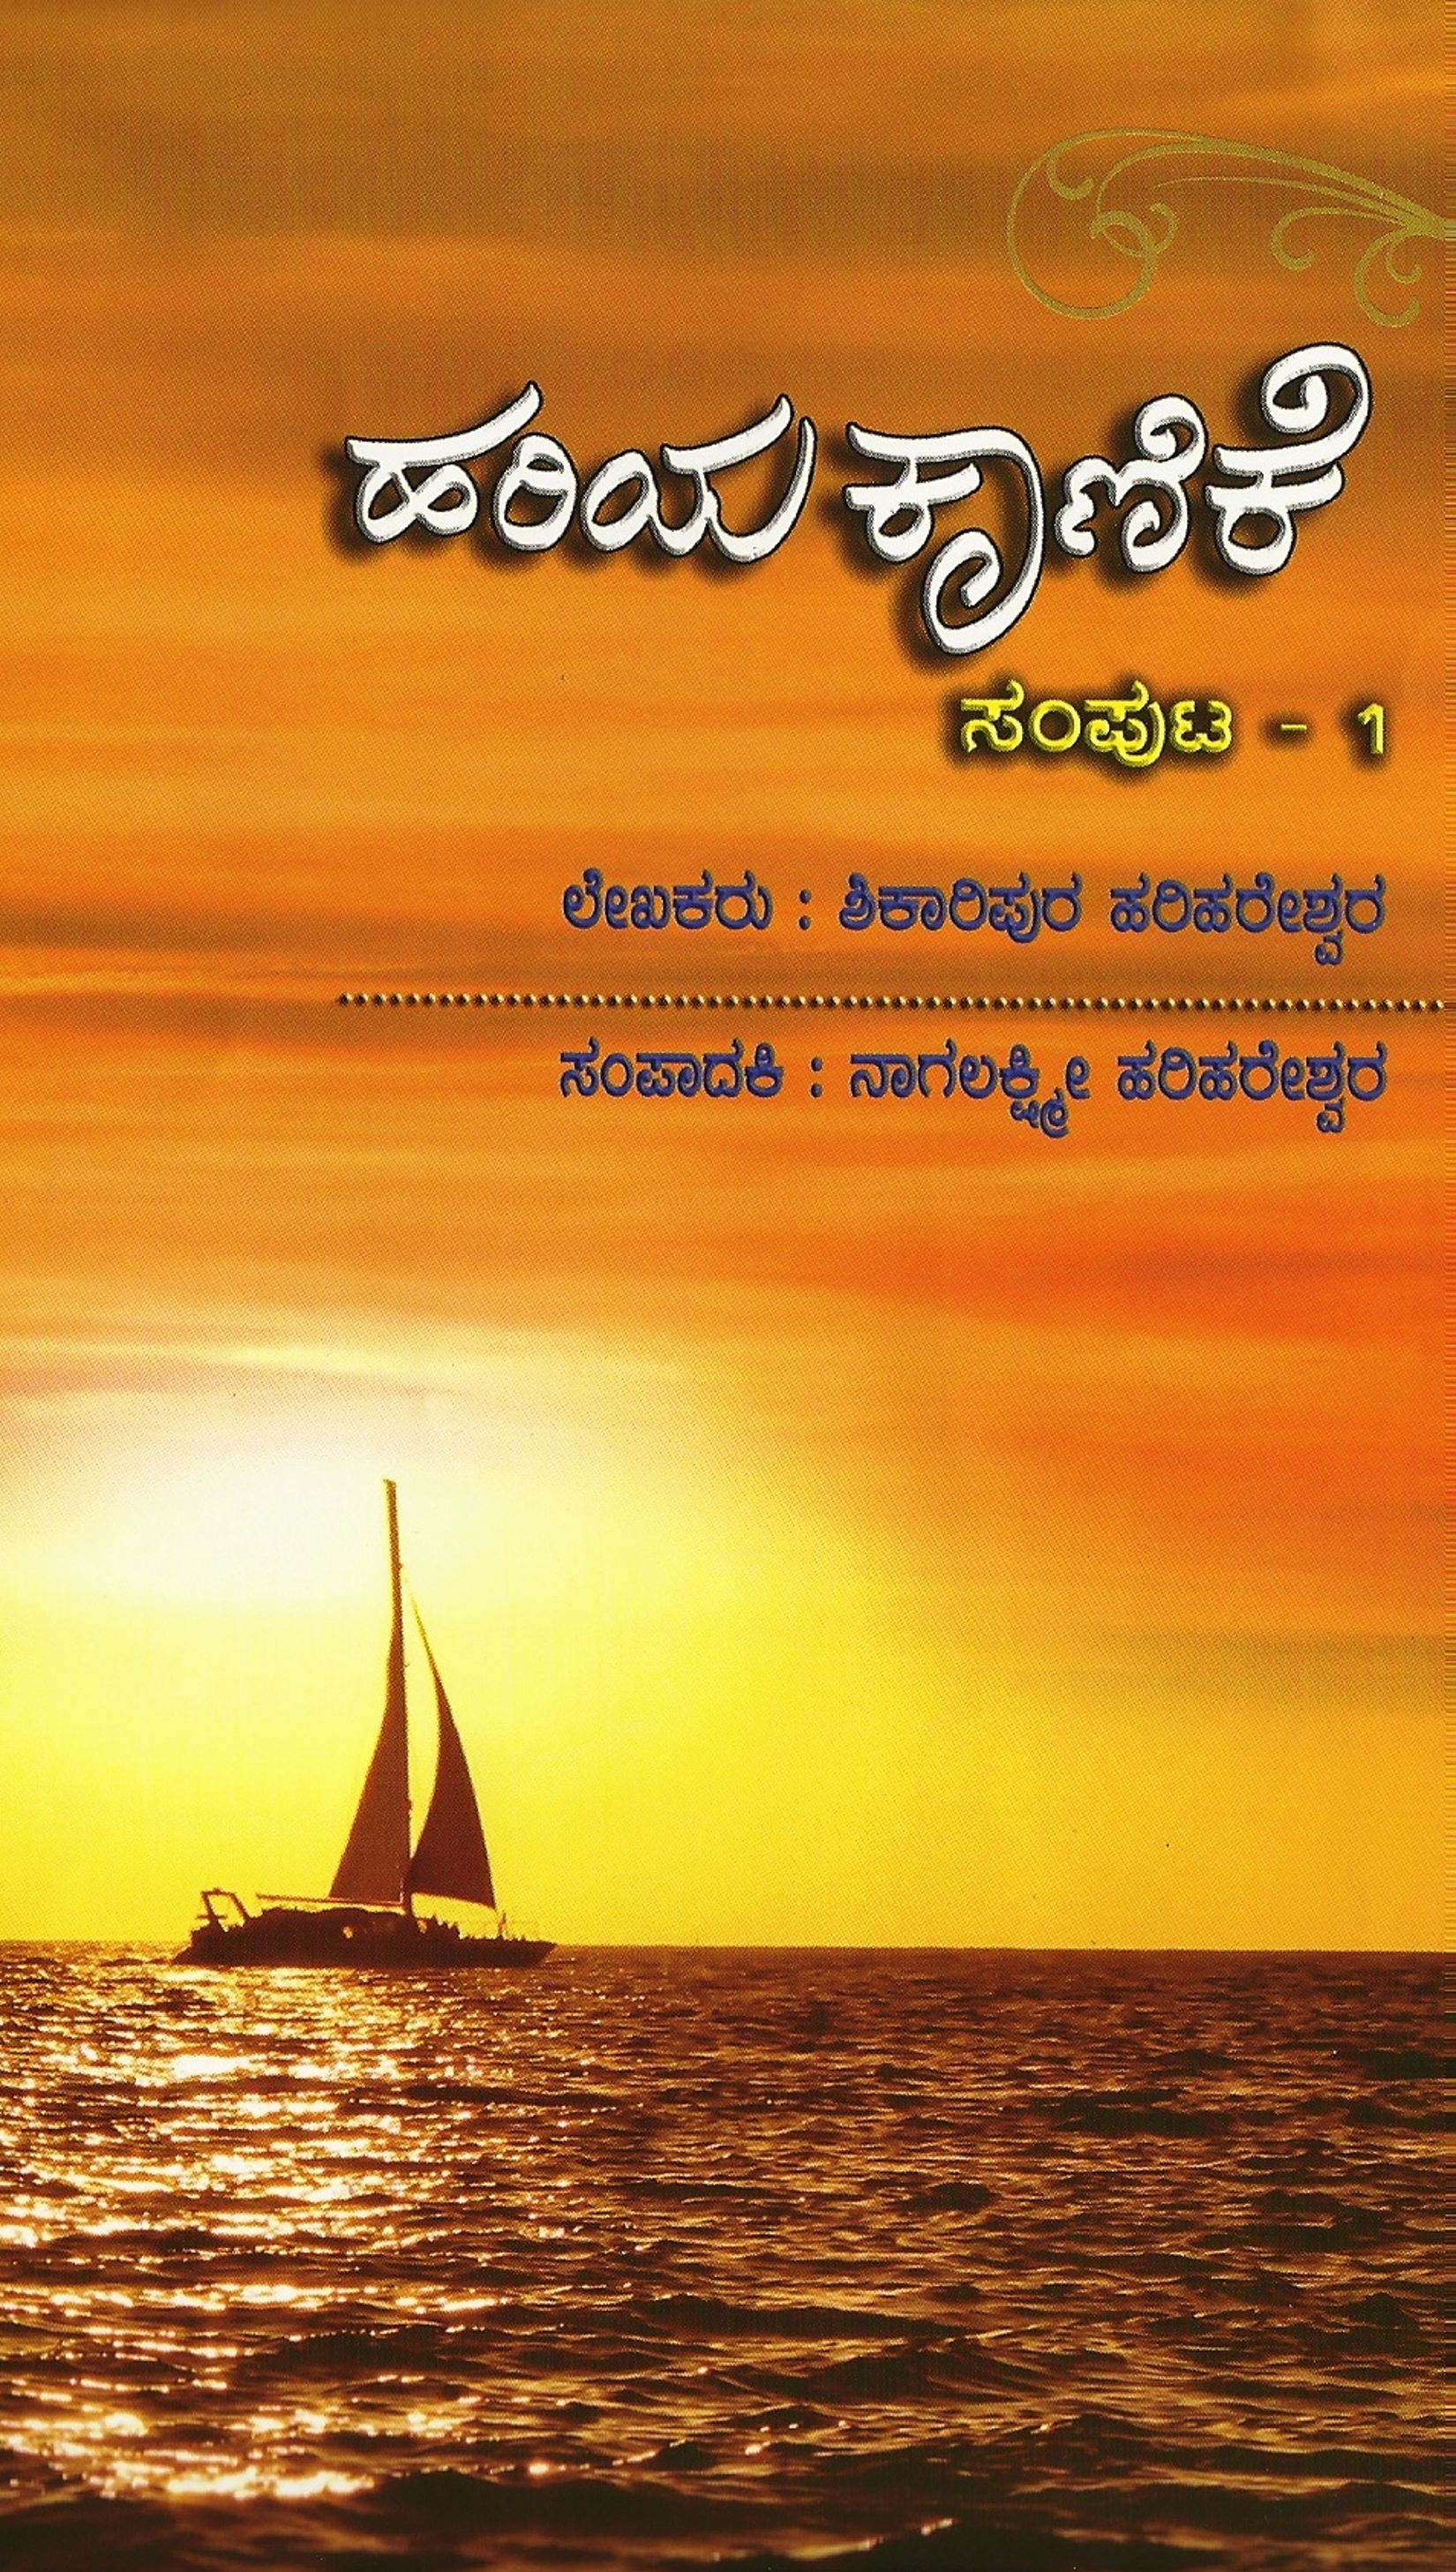 ಹರಿಯ ಕಾಣಿಕೆ
ಸಂಪುಟ - 1
ಲೇಖಕರು : ಶಿಕಾರಿಪುರ ಹರಿಹರೇಶ್ವರ
ಸಂಪಾದಕಿ : ನಾಗಲಕ್ಷ್ಮೀ ಹರಿಹರೇಶ್ವರ